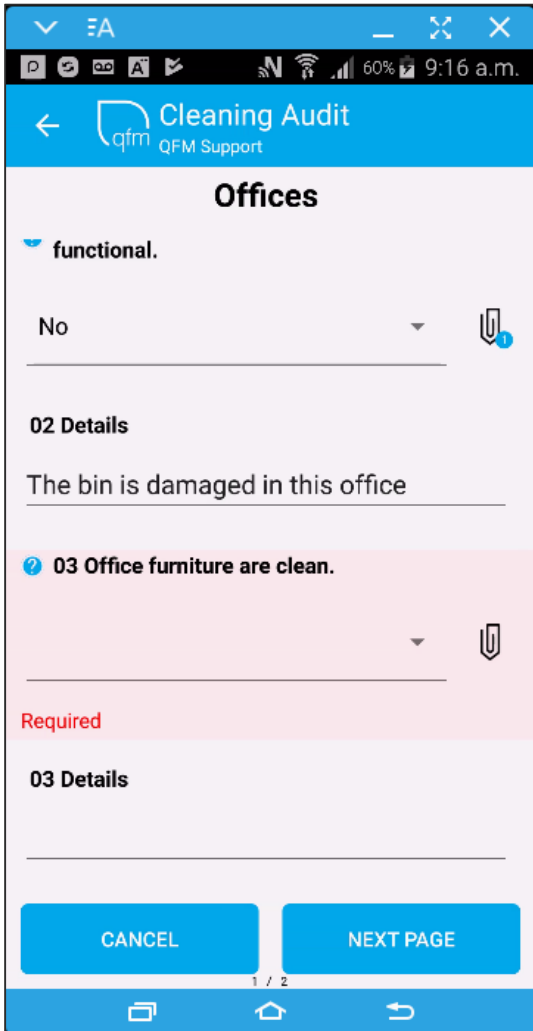 ΞA
60% 9:16 a.m.
qfm
Cleaning Audit
QFM Support
Offices
functional.
No
1
02 Details
The bin is damaged in this office
? 03 Office furniture are clean.
Required
03 Details
CANCEL
NEXT PAGE
1 / 2